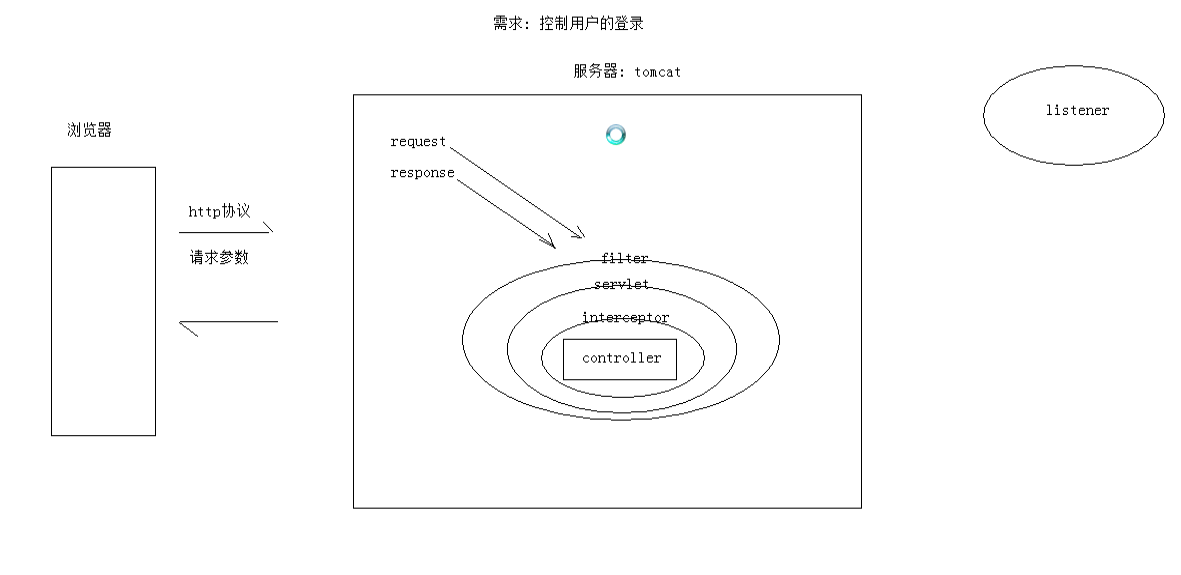 需求: 控制用户的登录
服务器: tomcat
listener
浏览器
request
response
http协议
请求参数
filter
servlet
interceptor
controller